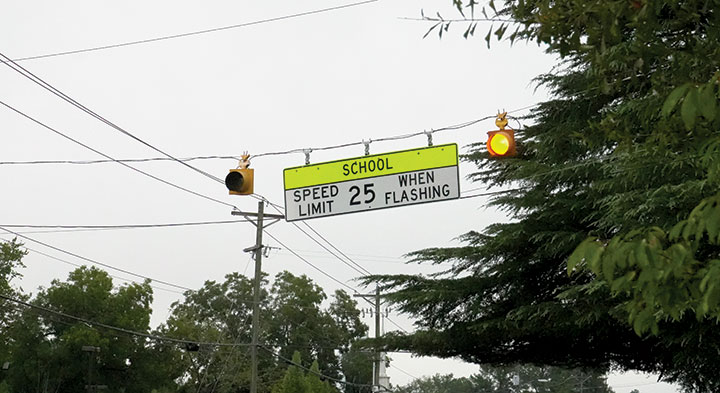 SCHOOL
SPEED LIMIT 25 WHEN FLASHING